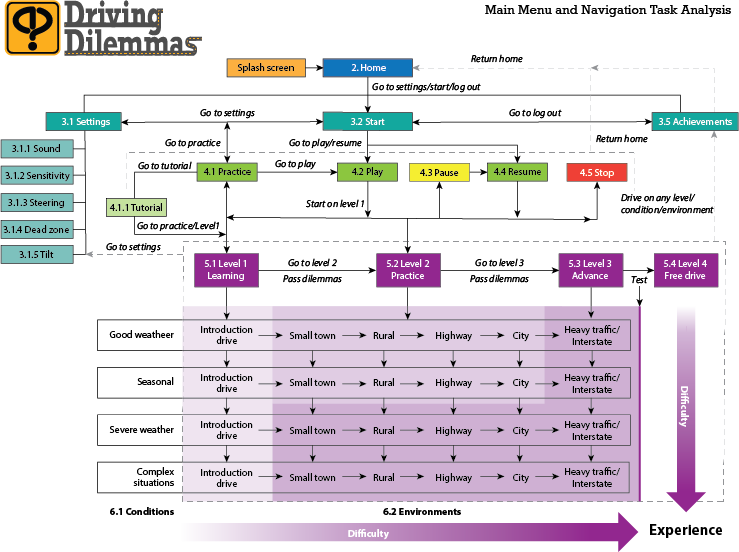 Driving
Dilemmas
Main Menu and Navigation Task Analysis
Splash screen
2. Home
Return home
Go to settings/start/log out
3.1 Settings
Go to settings
3.2 Start
Go to log out
3.5 Achievements
Go to practice
Go to play/resume
Return home
3.1.1 Sound
3.1.2 Sensitivity
3.1.3 Steering
3.1.4 Dead zone
3.1.5 Tilt
Go to tutorial
4.1 Practice
Go to play
4.2 Play
4.3 Pause
4.4 Resume
4.5 Stop
4.1.1 Tutorial
Start on level 1
Drive on any level/
condition/environment
Go to practice/Level1
Go to settings
5.1 Level 1
Learning
Go to level 2
Pass dilemmas
5.2 Level 2
Practice
Go to level 3
Pass dilemmas
5.3 Level 3
Advance
Test
5.4 Level 4
Free drive
Good weatheer
Introduction
drive
Small town
Rural
Highway
City
Heavy traffic/
Interstate
Seasonal
Introduction
drive
Small town
Rural
Highway
City
Heavy traffic/
Interstate
Severe weather
Introduction
drive
Small town
Rural
Highway
City
Heavy traffic/
Interstate
Complex
situations
Introduction
drive
Small town
Rural
Highway
City
Heavy traffic/
Interstate
Difficulty
6.1 Conditions
6.2 Environments
Difficulty
Experience